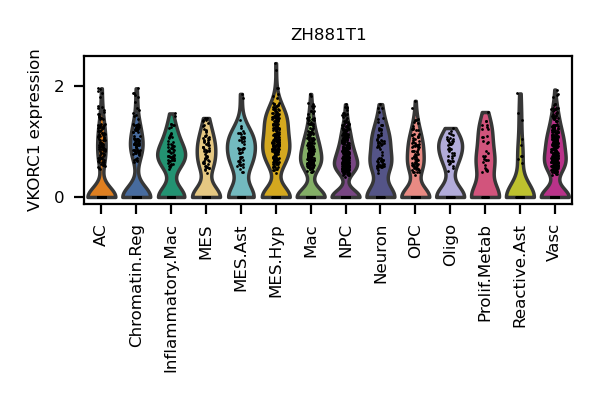 ZH881T1
VKORC1 expression
2
0
AC
Chromatin.Reg
Inflammatory.Mac
MES
MES.Ast
MES.Hyp
Mac
NPC
Neuron
OPC
Oligo
Prolif.Metab
Reactive.Ast
Vasc